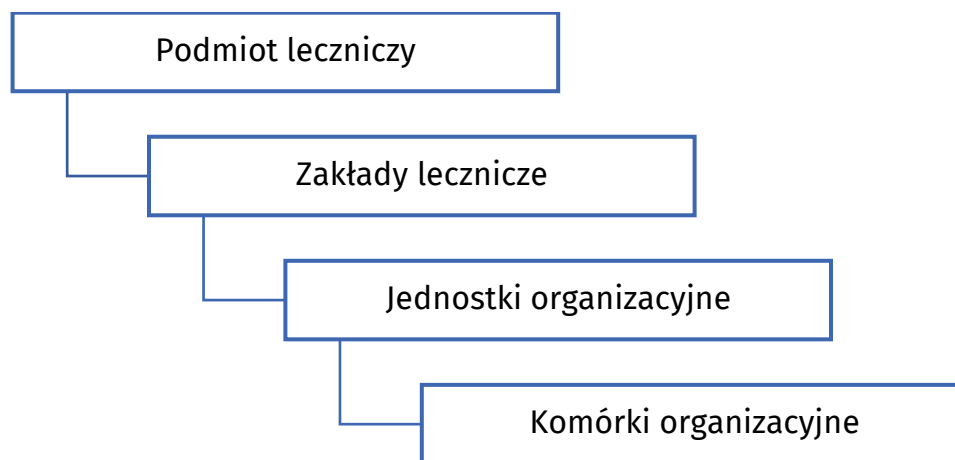 Podmiot leczniczy
Zakłady lecznicze
Jednostki organizacyjne
Komórki organizacyjne